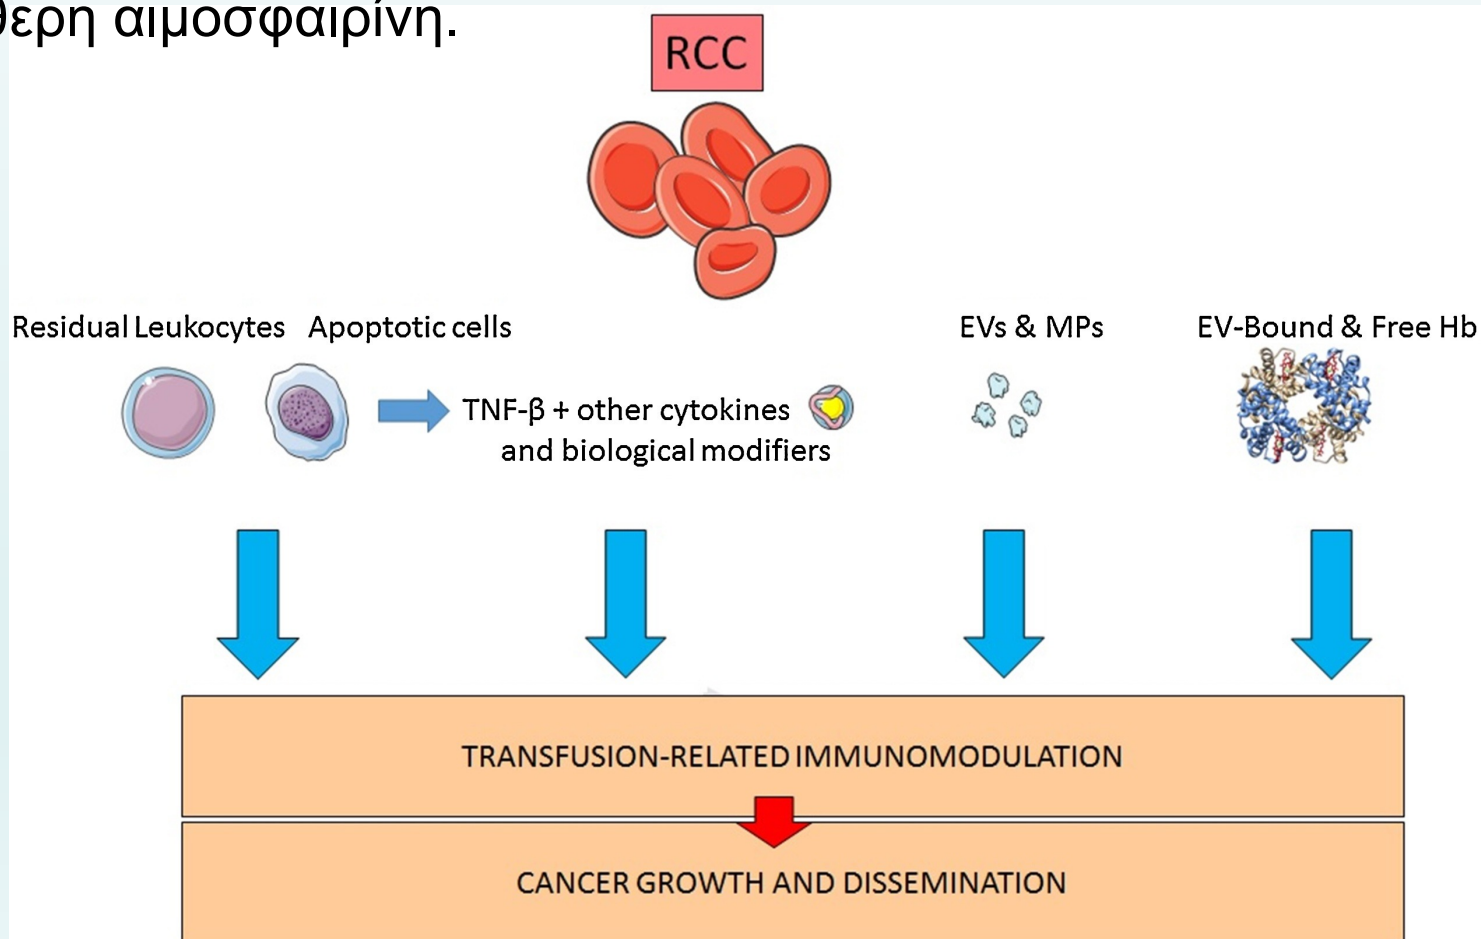 αιμοσφαιρίνη.
RCC
Residual Leukocytes Apoptotic cells EVs & MPs EV-Bound & Free Hb
TNF-β + other cytokines
and biological modifiers
TRANSFUSION-RELATED IMMUNOMODULATION
CANCER GROWTH AND DISSEMINATION